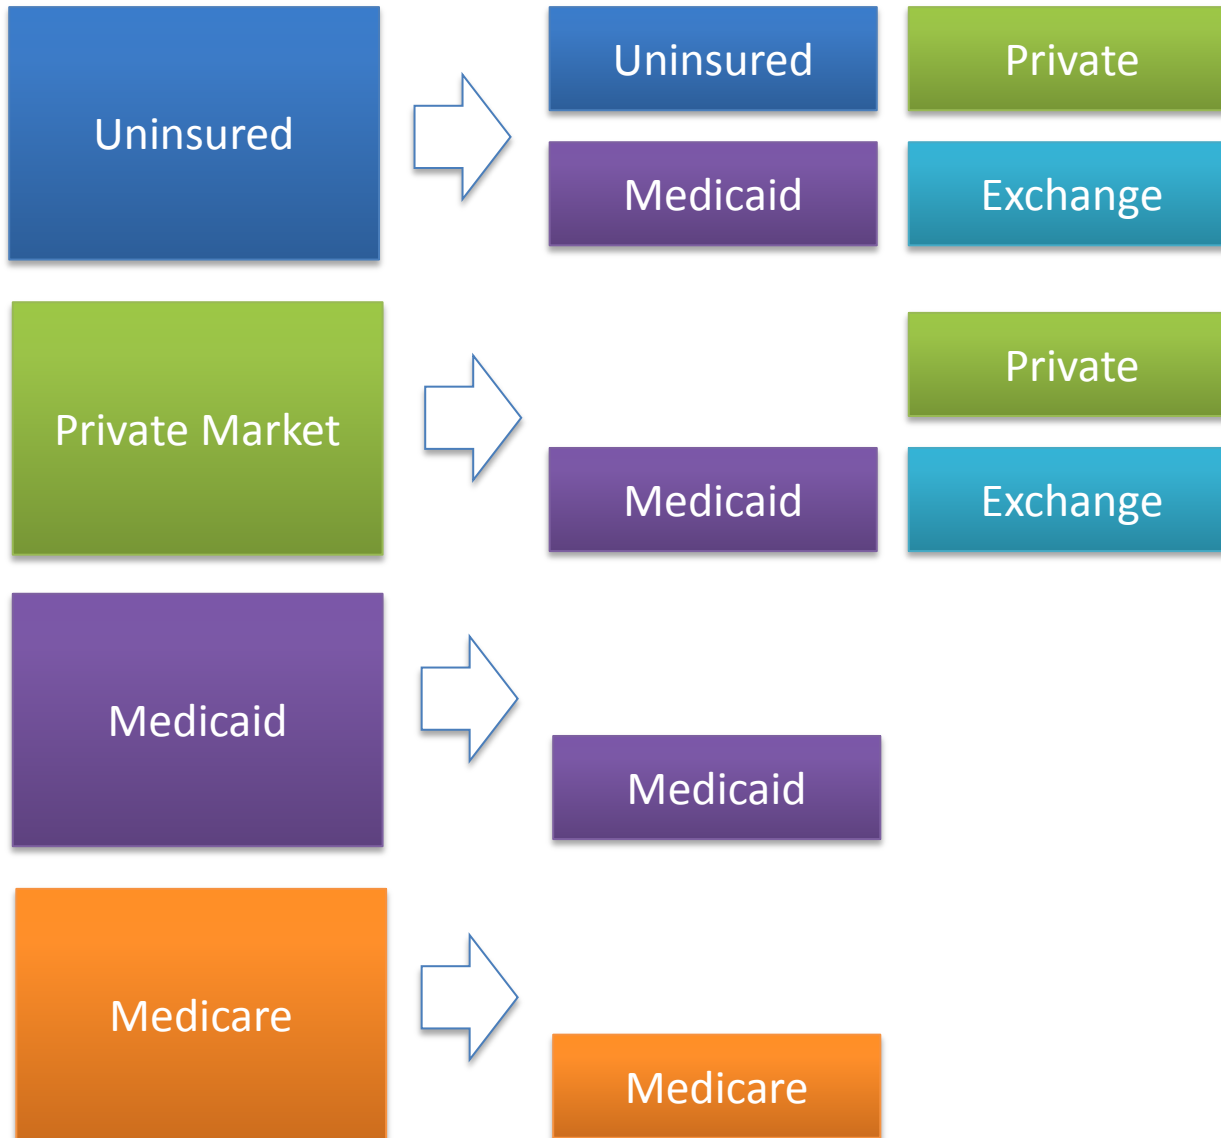 Uninsured
Uninsured
Private
Medicaid
Exchange
Private Market
Private
Medicaid
Exchange
Medicaid
Medicaid
Medicare
Medicare